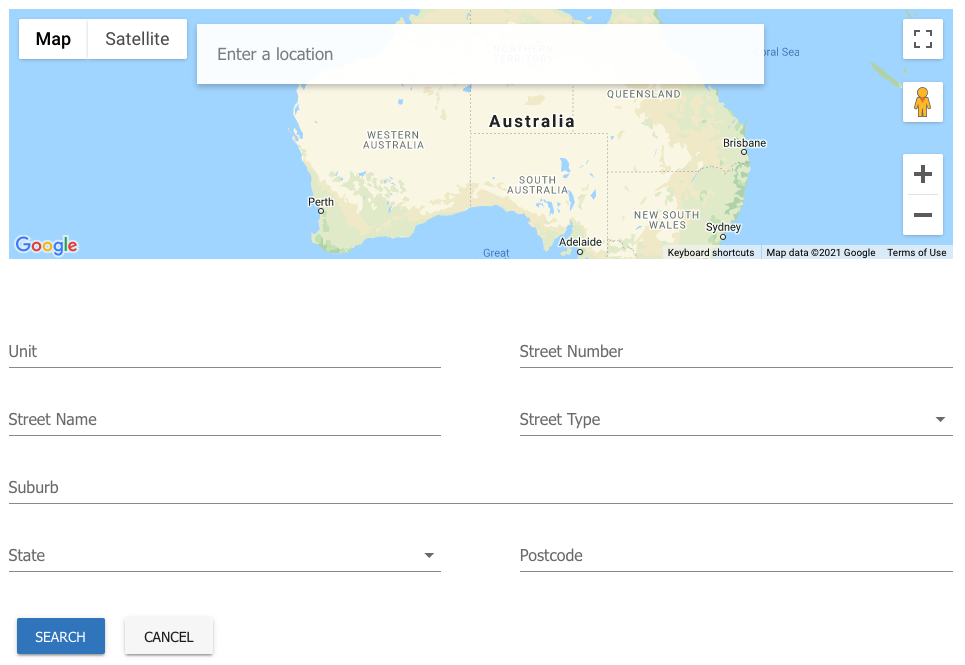 Map
Satellite
Enter a location
NORTHERN
TERRITORY
oral Sea
QUEENSLAND
Australia
WESTERN
AUSTRALIA
Brisbane
SOUTH
AUSTRALIA
Perth
NEW SOUTH
WALES
Sydney
Adelaide
Great
Google
Keyboard shortcuts
Map data ©2021 Google
Terms of Use
Unit
Street Number
Street Name
Street Type
Suburb
State
Postcode
SEARCH
CANCEL